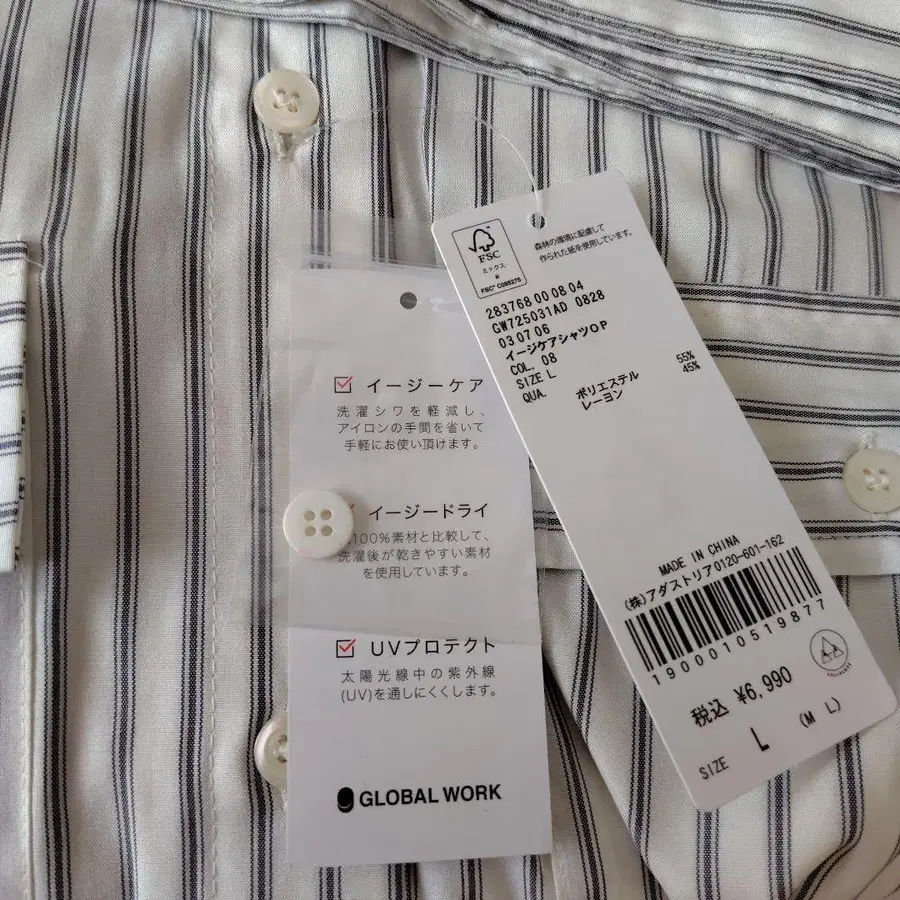 イージーケア
洗濯シワを軽減し、
アイロンの手間を省いて
手軽にお使い頂けます。
イージードライ
100%素材と比較して、
洗濯後が乾きやすい素材
を使用しています。
UVプロテクト
太陽光線中の紫外線
(UV)を通しにくくします。
GLOBAL WORK
FSC
ミックス
紙
FSC® C095275
森林の環境に配慮して
作られた紙を使用しています。
283768 00 08 04
GW725031AD 0828
03 07 06
イージケアシャツOP
COL. 08
SIZE L
QUA. ポリエステル 55%
レーヨン 45%
MADE IN CHINA
(株)アダストリア0120-601-162
1900010519877
税込 ¥6,990
SIZE L (M L)